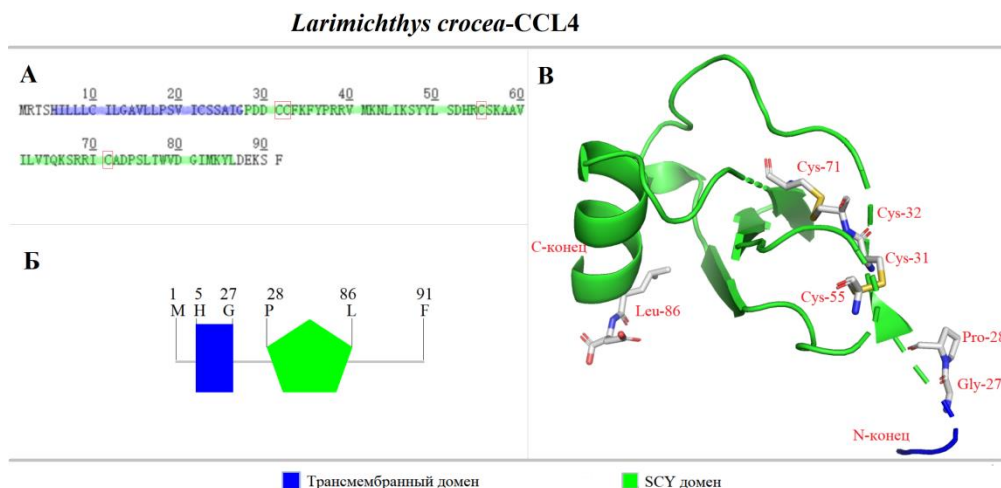 Larimichthys crocea-CCL4
А
10 20 30 40 50 60
MRTSHILLLC ILGAVLLPSV ICSSAIGPDD CCFKFYPRRV MKNLIKSYYL SDHRCSKAAV
70 80 90
ILVTQKSRRI CADPSLTWVD GIMKYLDEKS F
Б
1 5 27 28 86 91
M H G P L F
В
Cys-71
Cys-32
С-конец
Cys-31
Cys-55
Leu-86
Pro-28
Gly-27
N-конец
Трансмембранный домен SCY домен